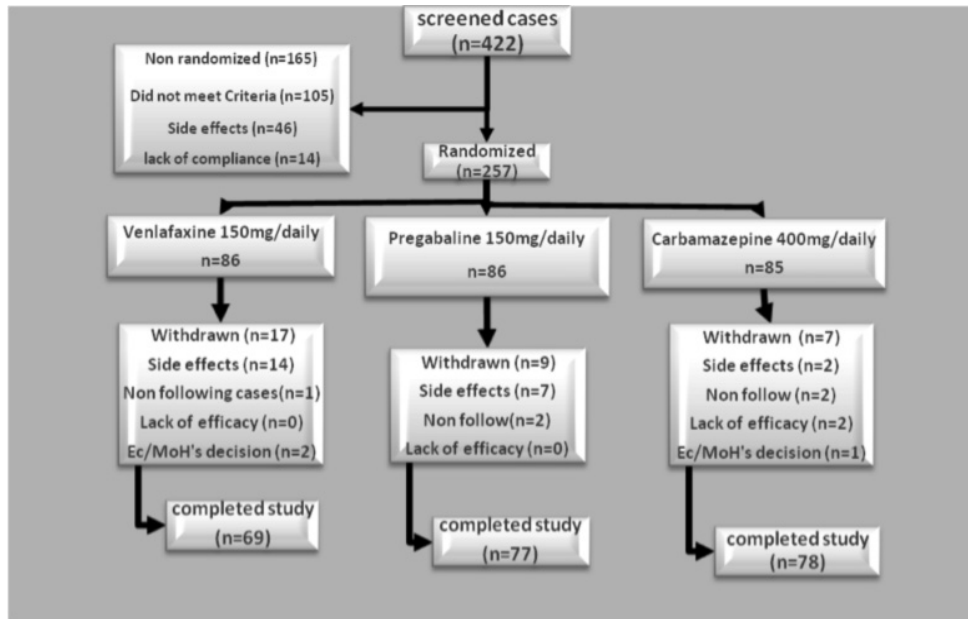 screened cases
(n=422)
Non randomized (n=165)
Did not meet Criteria (n=105)
Side effects (n=46)
lack of compliance (n=14)
Randomized
(n=257)
Venlafaxine 150mg/daily
n=86
Pregabaline 150mg/daily
n=86
Carbamazepine 400mg/daily
n=85
Withdrawn (n=17)
Side effects (n=14)
Non following cases(n=1)
Lack of efficacy (n=0)
Ec/MoH's decision (n=2)
Withdrawn (n=9)
Side effects (n=7)
Non follow(n=2)
Lack of efficacy (n=0)
Withdrawn (n=7)
Side effects (n=2)
Non follow (n=2)
Lack of efficacy (n=2)
Ec/MoH's decision (n=1)
completed study
(n=69)
completed study
(n=77)
completed study
(n=78)